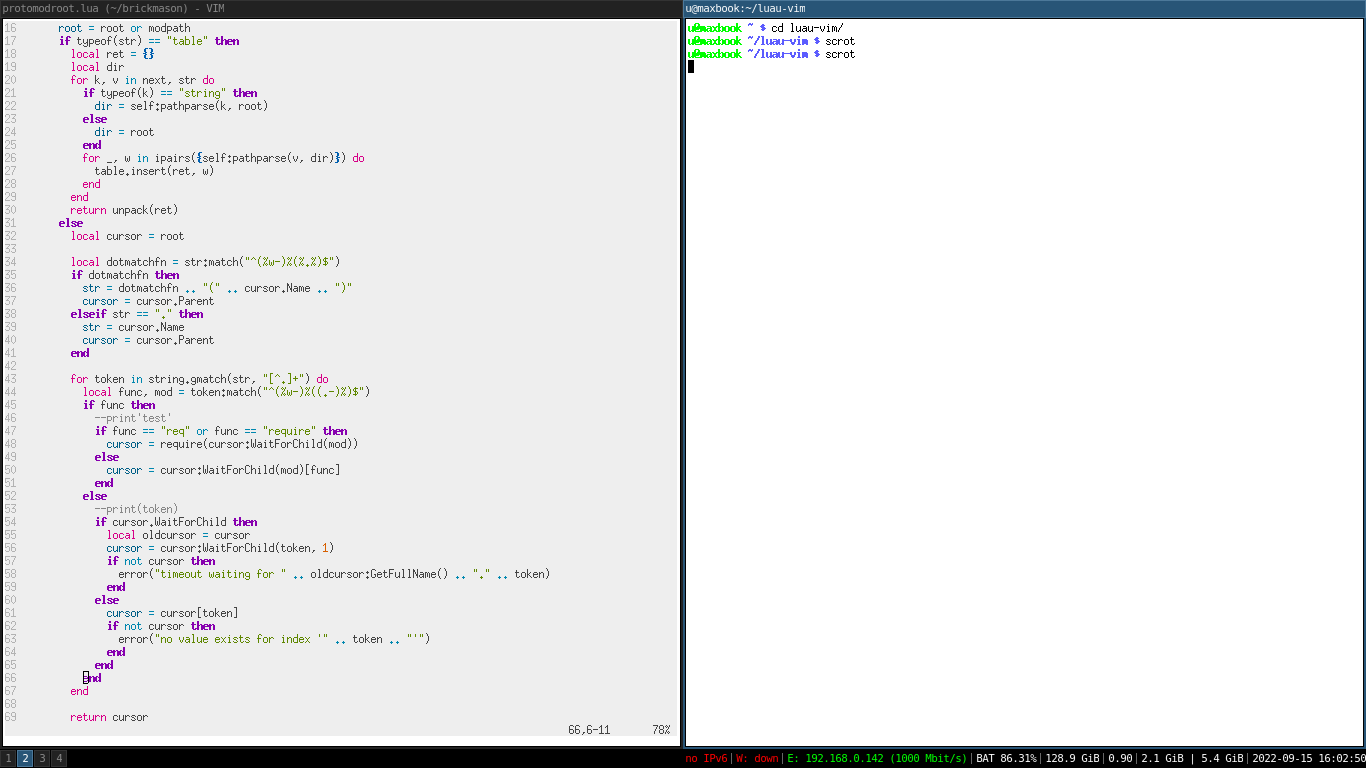 protomodroot.lua (~/brickmason) - VIM
16       root = root or modpath
17       if typeof(str) == "table" then
18         local ret = {}
19         local dir
20         for k, v in next, str do
21           if typeof(k) == "string" then
22             dir = self:pathparse(k, root)
23           else
24             dir = root
25           end
26           for _, w in ipairs({self:pathparse(v, dir)}) do
27             table.insert(ret, w)
28           end
29         end
30         return unpack(ret)
31       else
32         local cursor = root
33
34         local dotmatchfn = str:match("^(%w-)%(%.%)$")
35         if dotmatchfn then
36           str = dotmatchfn .. "(" .. cursor.Name .. ")"
37           cursor = cursor.Parent
38         elseif str == "." then
39           str = cursor.Name
40           cursor = cursor.Parent
41         end
42
43         for token in string.gmatch(str, "[^.]+") do
44           local func, mod = token:match("^(%w-)%((.-)%)$")
45           if func then
46             --print'test'
47             if func == "req" or func == "require" then
48               cursor = require(cursor:WaitForChild(mod))
49             else
50               cursor = cursor:WaitForChild(mod)[func]
51             end
52           else
53             --print(token)
54             if cursor.WaitForChild then
55               local oldcursor = cursor
56               cursor = cursor:WaitForChild(token, 1)
57               if not cursor then
58                 error("timeout waiting for " .. oldcursor:GetFullName() .. "." .. token)
59               end
60             else
61               cursor = cursor[token]
62               if not cursor then
63                 error("no value exists for index '" .. token .. "'")
64               end
65             end
66           end
67         end
68
69         return cursor
66,6-11 78%
u@maxbook:~/luau-vim
u@maxbook ~ $ cd luau-vim/
u@maxbook ~/luau-vim $ scrot
u@maxbook ~/luau-vim $ scrot
1 2 3 4
no IPv6|W: down|E: 192.168.0.142 (1000 Mbit/s)|BAT 86.31%|128.9 GiB|0.90|2.1 GiB | 5.4 GiB|2022-09-15 16:02:50